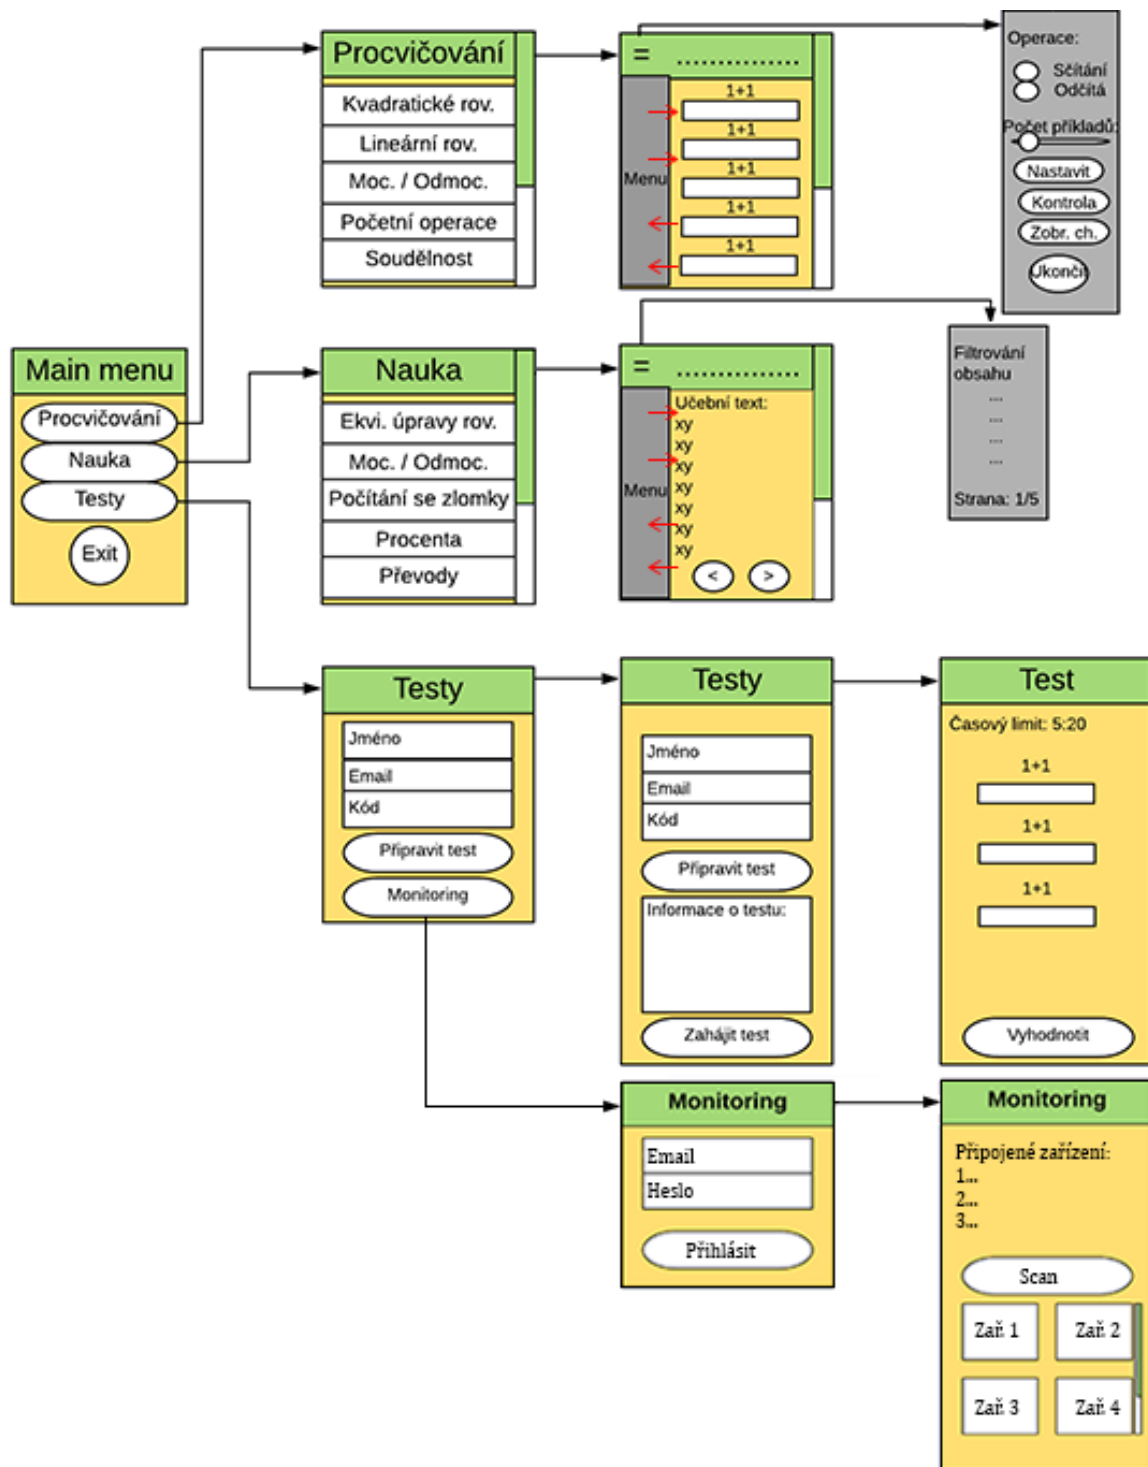 Procvičování
Kvadratické rov.
Lineární rov.
Moc. / Odmoc.
Početní operace
Soudělnost
= ...............
Menu
1+1
1+1
1+1
1+1
1+1
Operace:
Sčítání
Odčítá
Počet příkladů:
Nastavit
Kontrola
Zobr. ch.
Ukončit
Main menu
Procvičování
Nauka
Testy
Exit
Nauka
Ekvi. úpravy rov.
Moc. / Odmoc.
Počítání se zlomky
Procenta
Převody
= ...............
Menu
Učební text:
xy
xy
xy
xy
xy
xy
xy
< >
Filtrování
obsahu
...
...
...
...
Strana: 1/5
Testy
Jméno
Email
Kód
Připravit test
Monitoring
Testy
Jméno
Email
Kód
Připravit test
Informace o testu:
Zahájit test
Test
Časový limit: 5:20
1+1
1+1
1+1
Vyhodnotit
Monitoring
Email
Heslo
Přihlásit
Monitoring
Připojené zařízení:
1...
2...
3...
Scan
Zař. 1 Zař. 2
Zař. 3 Zař. 4